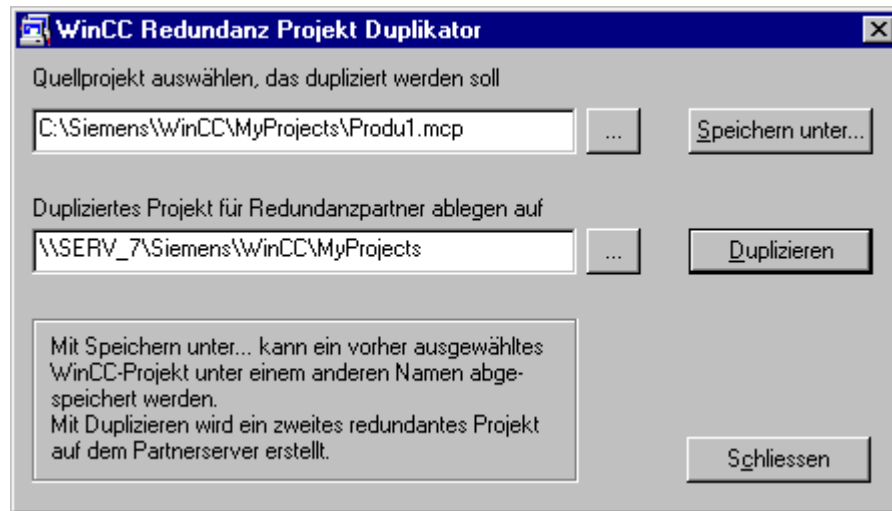 WinCC Redundanz Projekt Duplikator
Quellprojekt auswählen, das dupliziert werden soll
C:\Siemens\WinCC\MyProjects\Produ1.mcp
...
Speichern unter...
Dupliziertes Projekt für Redundanzpartner ablegen auf
\\SERV_7\Siemens\WinCC\MyProjects
...
Duplizieren
Mit Speichern unter... kann ein vorher ausgewähltes
WinCC-Projekt unter einem anderen Namen abge-
speichert werden.
Mit Duplizieren wird ein zweites redundantes Projekt
auf dem Partnerserver erstellt.
Schliessen